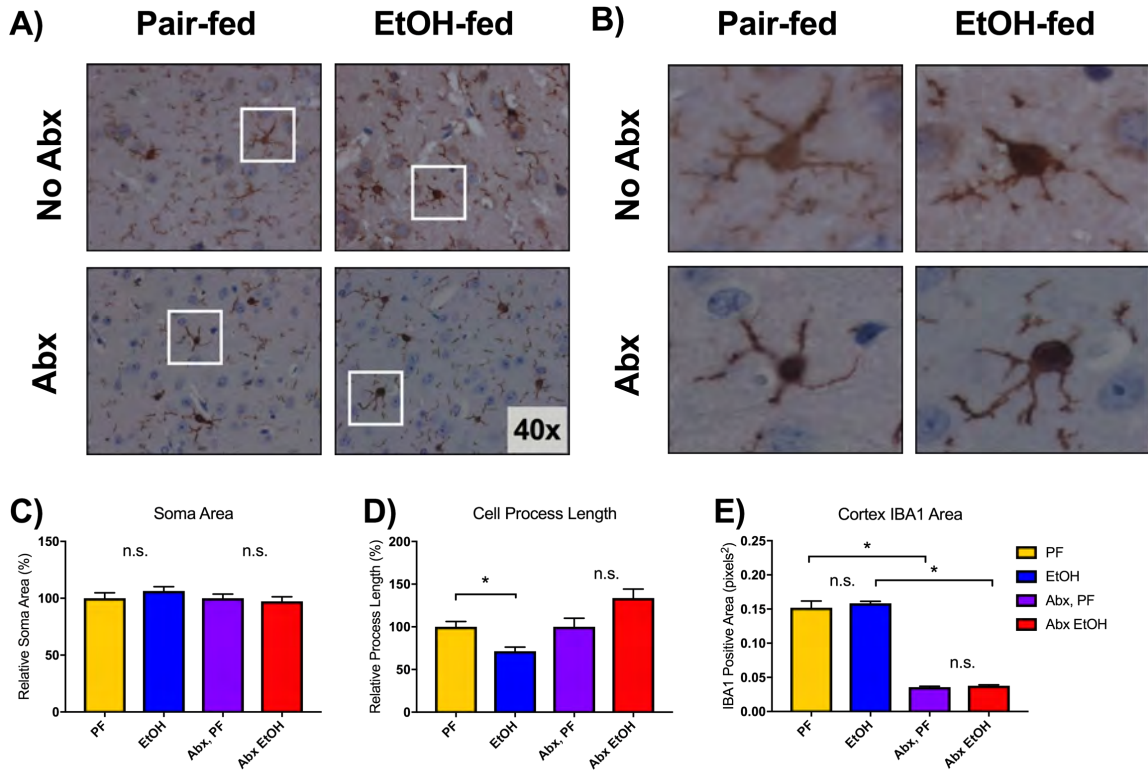 A)
Pair-fed
EtOH-fed
No Abx
Abx
40x
B)
Pair-fed
EtOH-fed
No Abx
Abx
C)
Soma Area
Relative Soma Area (%)
150
100
50
0
n.s.
n.s.
PF
EtOH
Abx, PF
Abx EtOH
D)
Cell Process Length
Relative Process Length (%)
200
150
100
50
0
*
n.s.
PF
EtOH
Abx, PF
Abx EtOH
E)
Cortex IBA1 Area
IBA1 Positive Area (pixels²)
0.25
0.20
0.15
0.10
0.05
0.00
*
n.s.
*
n.s.
PF
EtOH
Abx, PF
Abx EtOH
PF
EtOH
Abx, PF
Abx EtOH